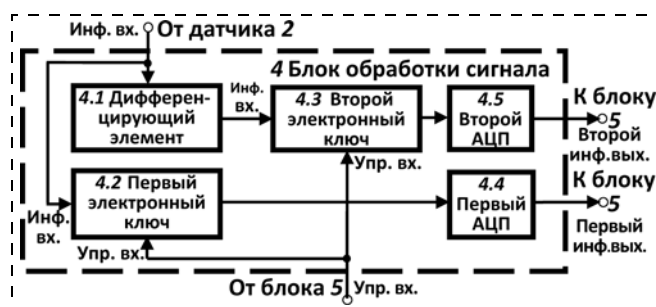 Инф. вх.
От датчика 2
4 Блок обработки сигнала
4.1 Дифферен-
цирующий
элемент
Инф.
вх.
4.3 Второй
электронный
ключ
4.5
Второй
АЦП
К блоку
5
Второй
инф.вых.
Упр. вх.
4.2 Первый
электронный
ключ
4.4
Первый
АЦП
К блоку
5
Первый
инф.вых.
Инф.
вх.
Упр. вх.
От блока 5
Упр. вх.